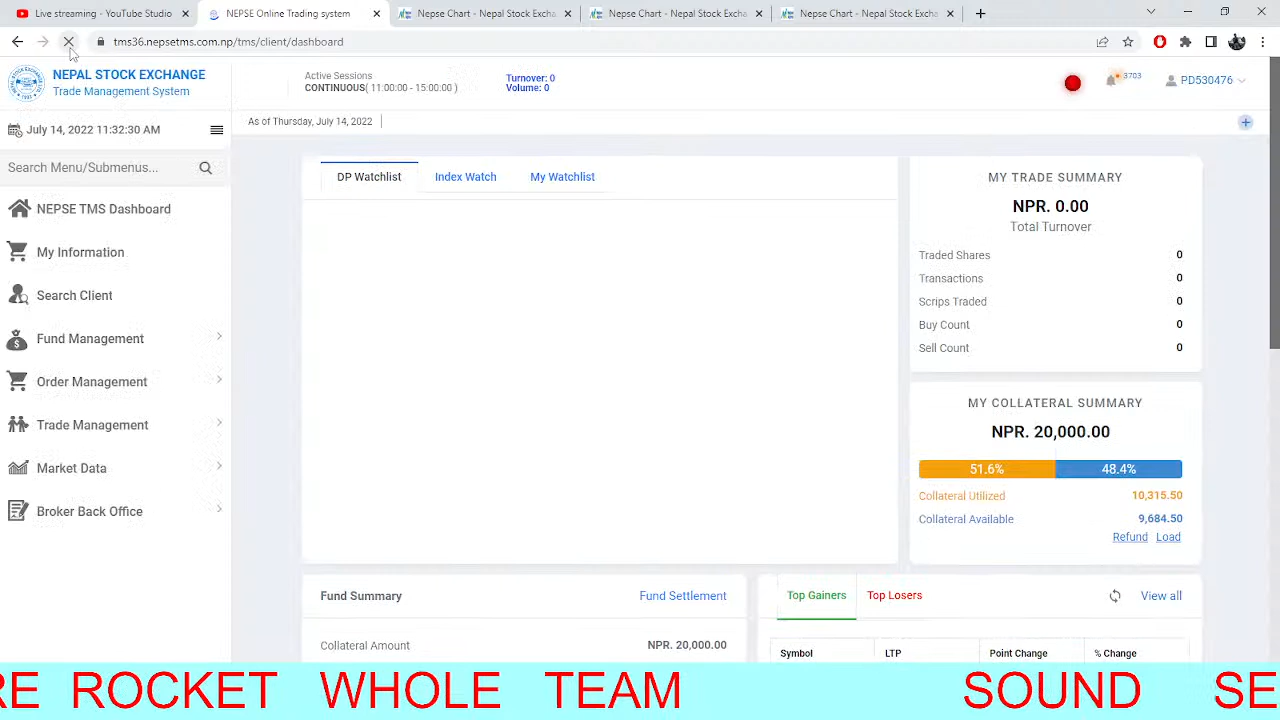 Live streaming - YouTube Studio
NEPSE Online Trading system
Nepse Chart - Nepal Stock Excha
Nepse Chart - Nepal Stock Excha
Nepse Chart - Nepal Stock Excha
tms36.nepsetms.com.np/tms/client/dashboard
NEPAL STOCK EXCHANGE
Trade Management System
Active Sessions
CONTINUOUS( 11:00:00 - 15:00:00 )
Turnover: 0
Volume: 0
3703
PD530476
July 14, 2022 11:32:30 AM
As of Thursday, July 14, 2022
Search Menu/Submenus...
NEPSE TMS Dashboard
My Information
Search Client
Fund Management
Order Management
Trade Management
Market Data
Broker Back Office
DP Watchlist
Index Watch
My Watchlist
MY TRADE SUMMARY
NPR. 0.00
Total Turnover
Traded Shares 0
Transactions 0
Scrips Traded 0
Buy Count 0
Sell Count 0
MY COLLATERAL SUMMARY
NPR. 20,000.00
51.6% 48.4%
Collateral Utilized 10,315.50
Collateral Available 9,684.50
Refund Load
Fund Summary Fund Settlement
Collateral Amount NPR. 20,000.00
Top Gainers Top Losers View all
Symbol LTP Point Change % Change
RE ROCKET WHOLE TEAM SOUND SE